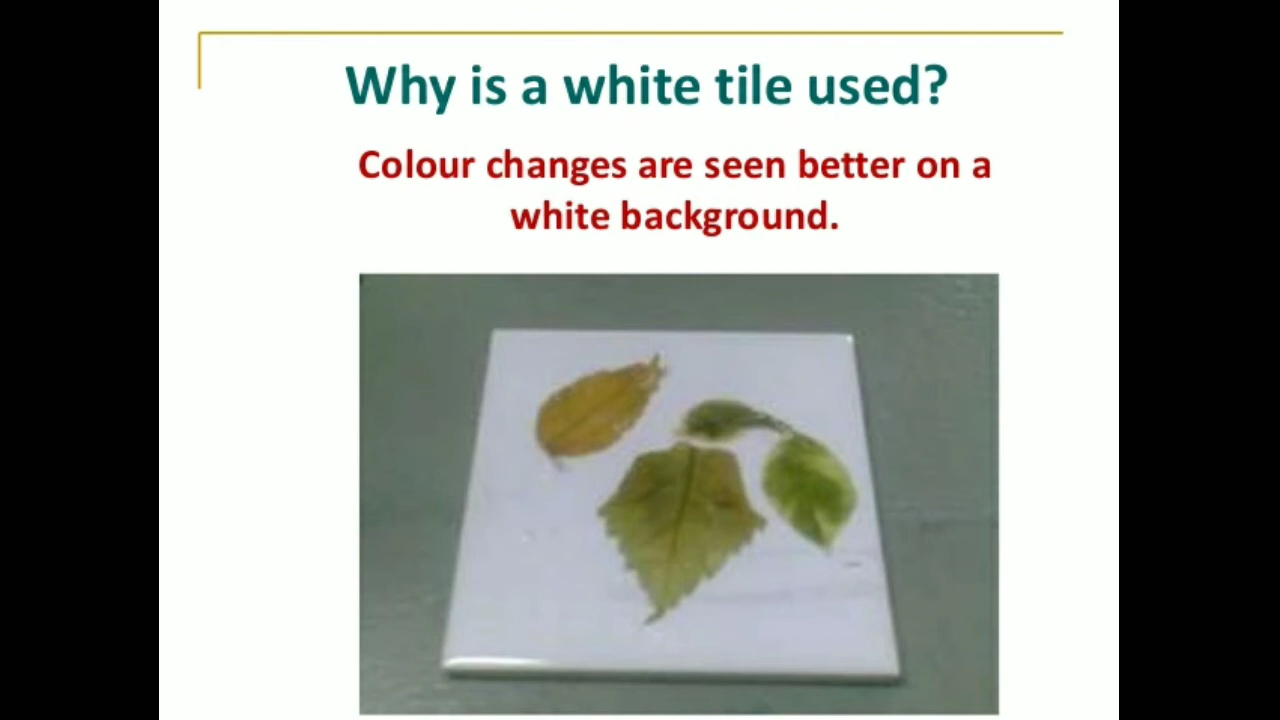 Why is a white tile used?
Colour changes are seen better on a
white background.